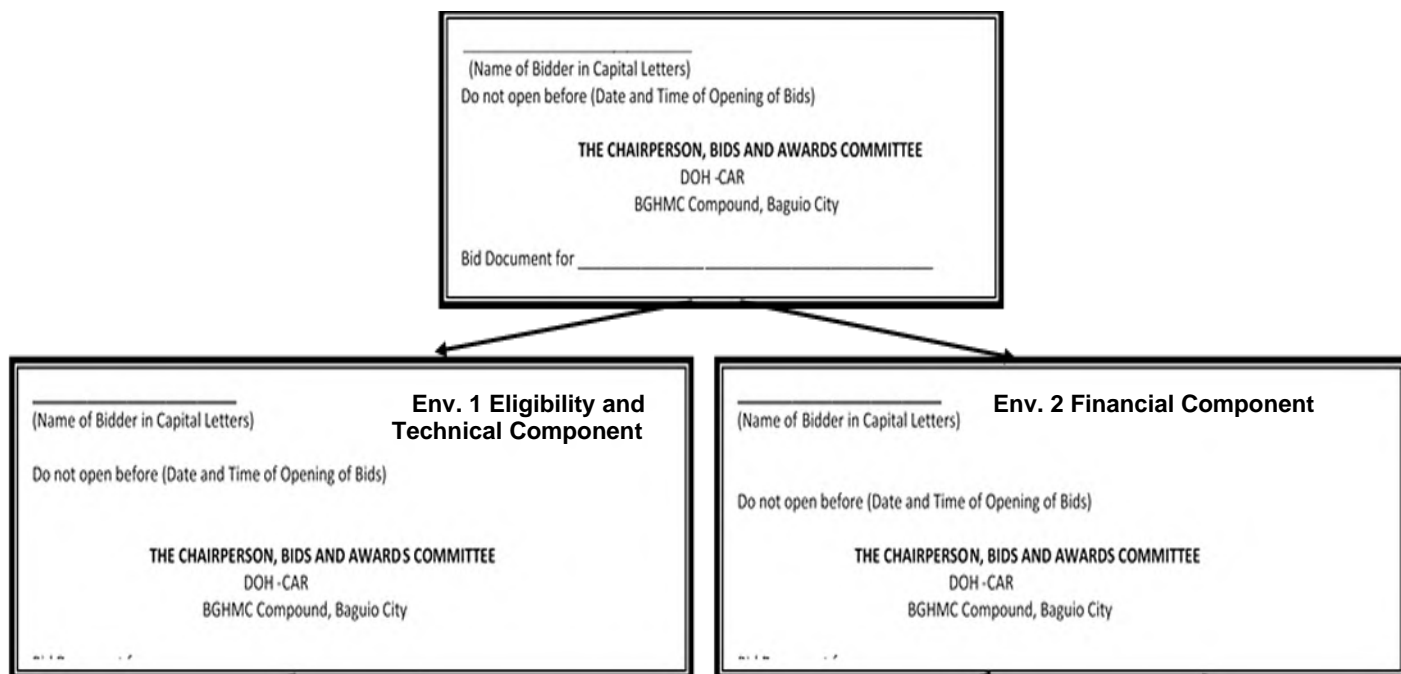 (Name of Bidder in Capital Letters)
Do not open before (Date and Time of Opening of Bids)
THE CHAIRPERSON, BIDS AND AWARDS COMMITTEE
DOH -CAR
BGHMC Compound, Baguio City
Bid Document for ____________________
Env. 1 Eligibility and
Technical Component
(Name of Bidder in Capital Letters)
Do not open before (Date and Time of Opening of Bids)
THE CHAIRPERSON, BIDS AND AWARDS COMMITTEE
DOH -CAR
BGHMC Compound, Baguio City
Env. 2 Financial Component
(Name of Bidder in Capital Letters)
Do not open before (Date and Time of Opening of Bids)
THE CHAIRPERSON, BIDS AND AWARDS COMMITTEE
DOH -CAR
BGHMC Compound, Baguio City